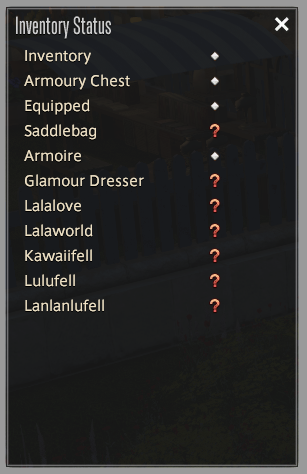 Inventory Status
Inventory
Armoury Chest
Equipped
Saddlebag ?
Armoire
Glamour Dresser ?
Lalalove ?
Lalaworld ?
Kawaiifell ?
Lulufell ?
Lanlanlufell ?